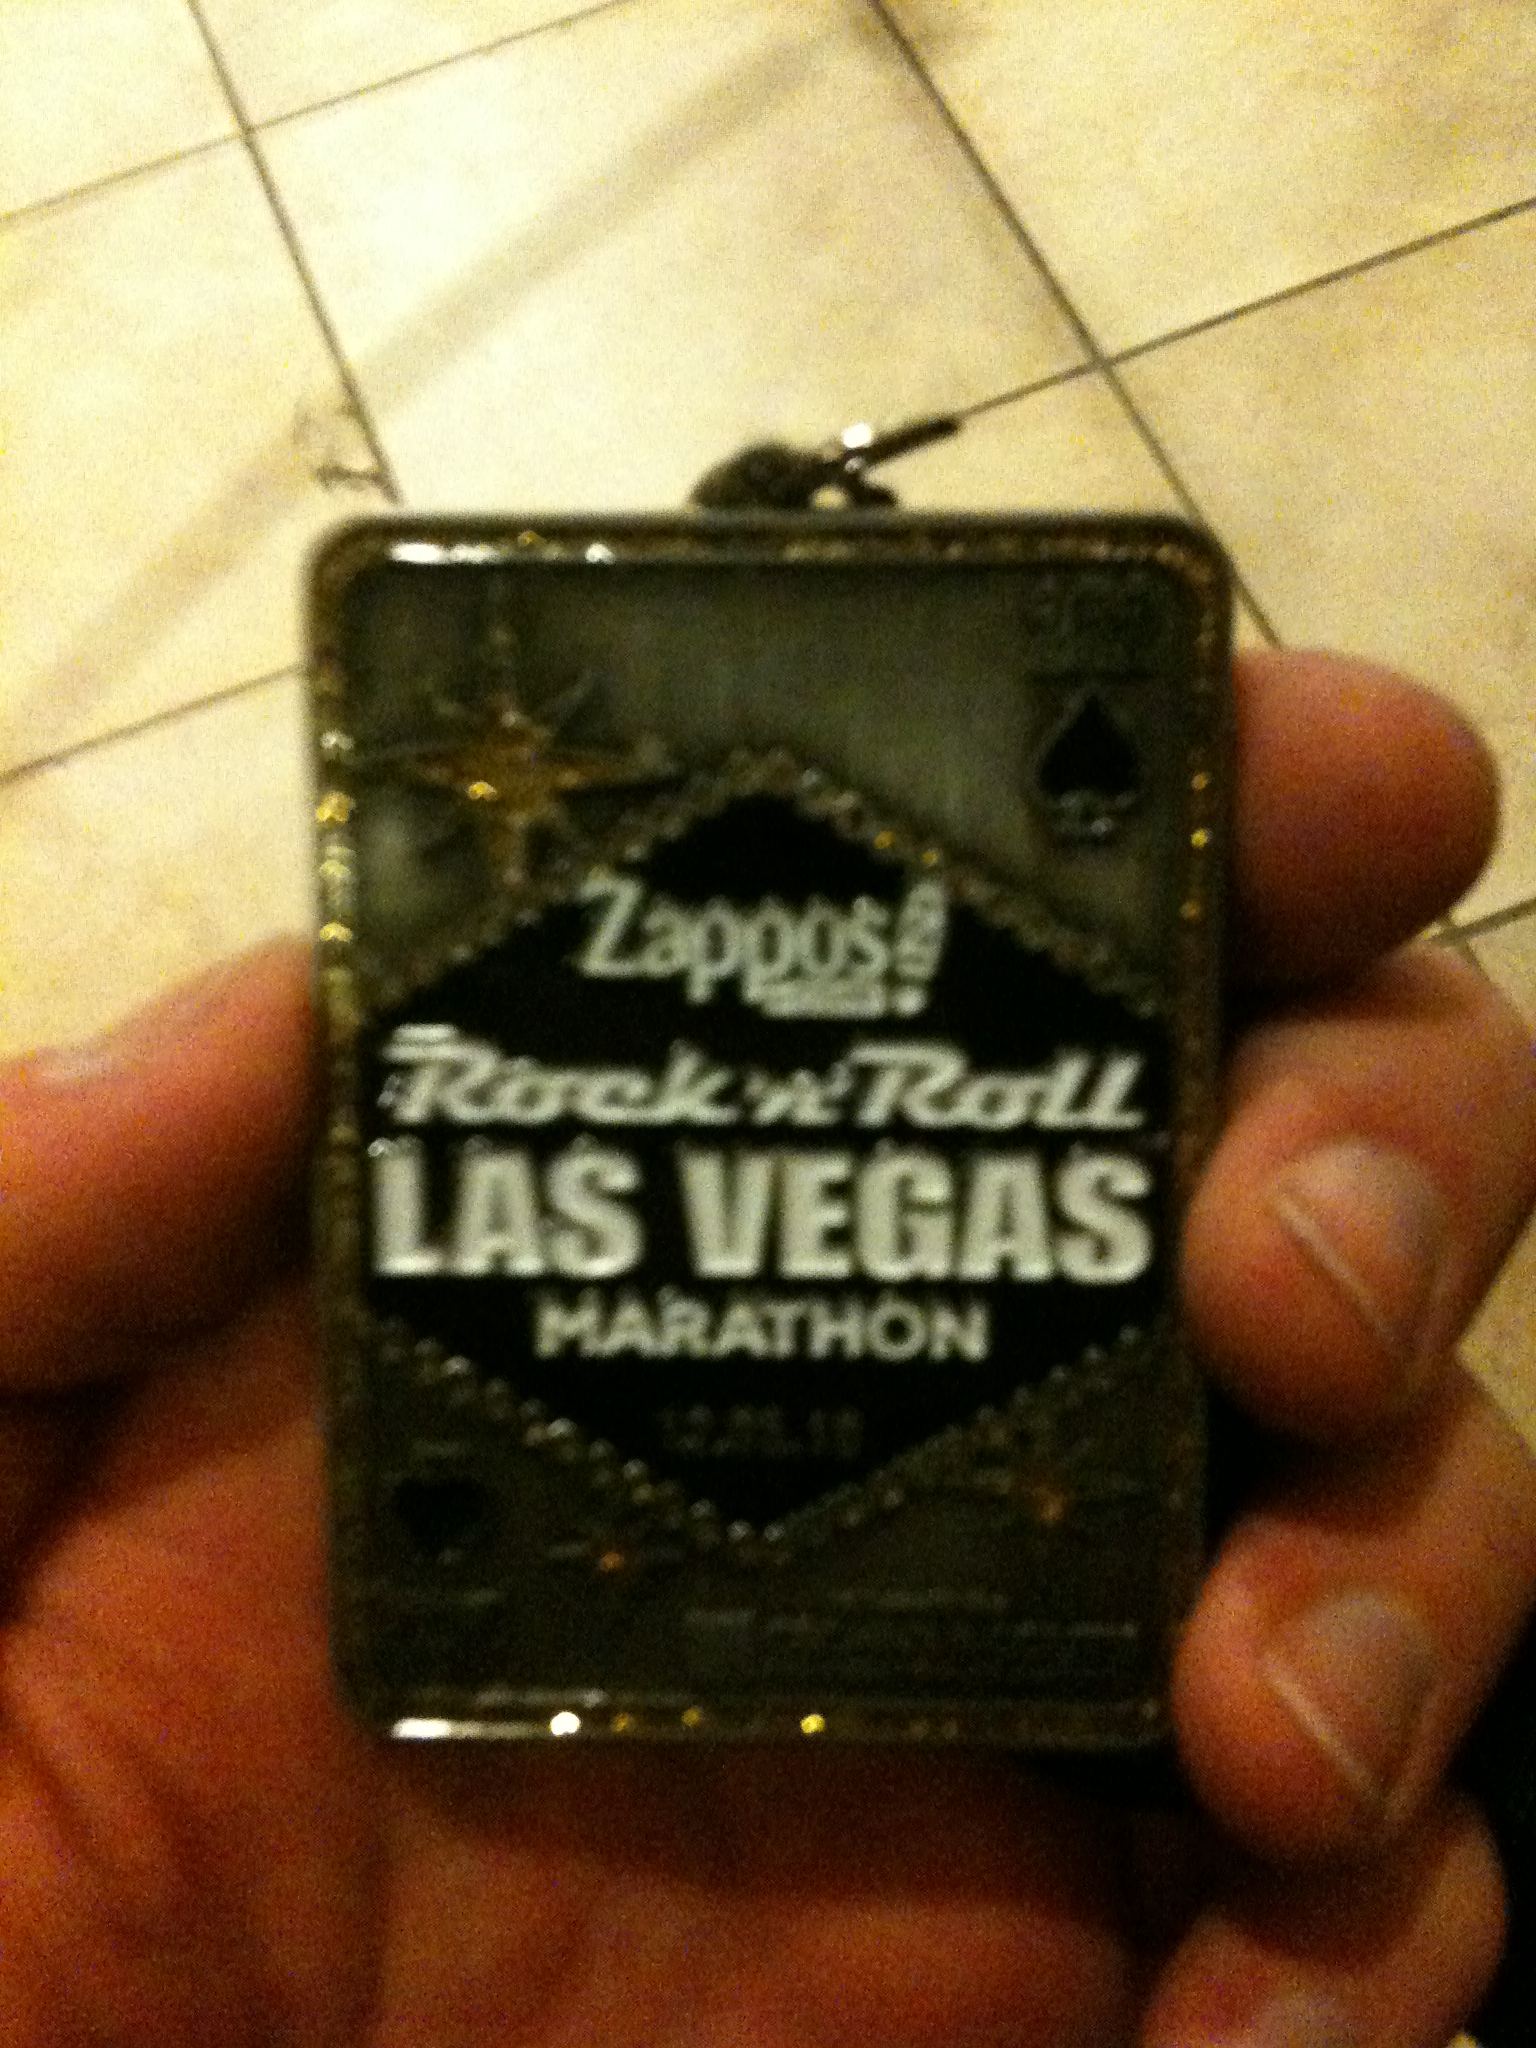 Zappos!
Rock 'n' Roll
LAS VEGAS
MARATHON